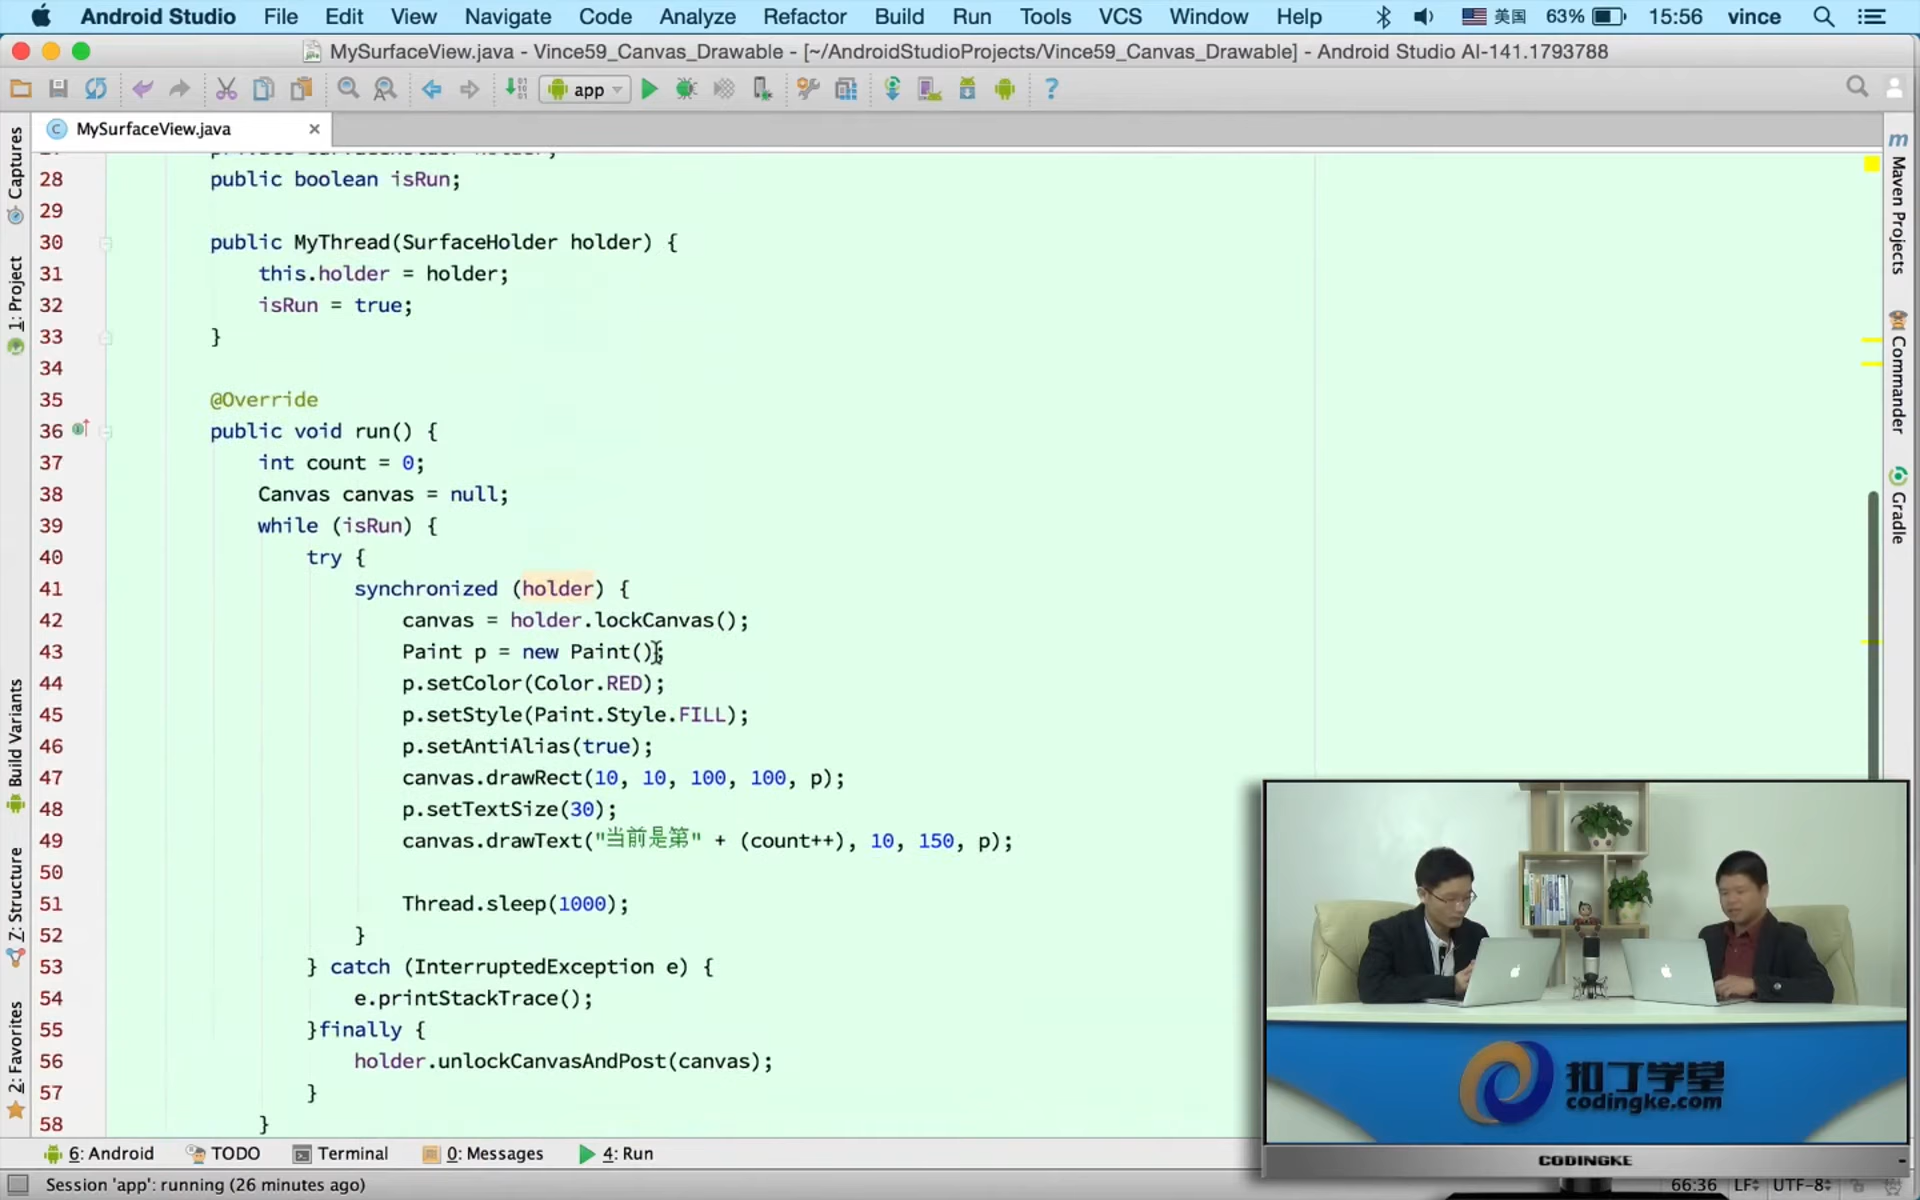 Android Studio File Edit View Navigate Code Analyze Refactor Build Run Tools VCS Window Help 美国 63% 15:56 vince
MySurfaceView.java - Vince59_Canvas_Drawable - [~/AndroidStudioProjects/Vince59_Canvas_Drawable] - Android Studio AI-141.1793788
app
MySurfaceView.java
28 public boolean isRun;
29
30 public MyThread(SurfaceHolder holder) {
31 this.holder = holder;
32 isRun = true;
33 }
34
35 @Override
36 public void run() {
37 int count = 0;
38 Canvas canvas = null;
39 while (isRun) {
40 try {
41 synchronized (holder) {
42 canvas = holder.lockCanvas();
43 Paint p = new Paint();
44 p.setColor(Color.RED);
45 p.setStyle(Paint.Style.FILL);
46 p.setAntiAlias(true);
47 canvas.drawRect(10, 10, 100, 100, p);
48 p.setTextSize(30);
49 canvas.drawText("当前是第" + (count++), 10, 150, p);
50
51 Thread.sleep(1000);
52 }
53 } catch (InterruptedException e) {
54 e.printStackTrace();
55 }finally {
56 holder.unlockCanvasAndPost(canvas);
57 }
58 }
Captures
1: Project
Build Variants
Z: Structure
2: Favorites
m
Maven Projects
Commander
Gradle
扣丁学堂
codingke.com
CODINGKE
6: Android TODO Terminal 0: Messages 4: Run
Session 'app': running (26 minutes ago) 66:36 LF UTF-8